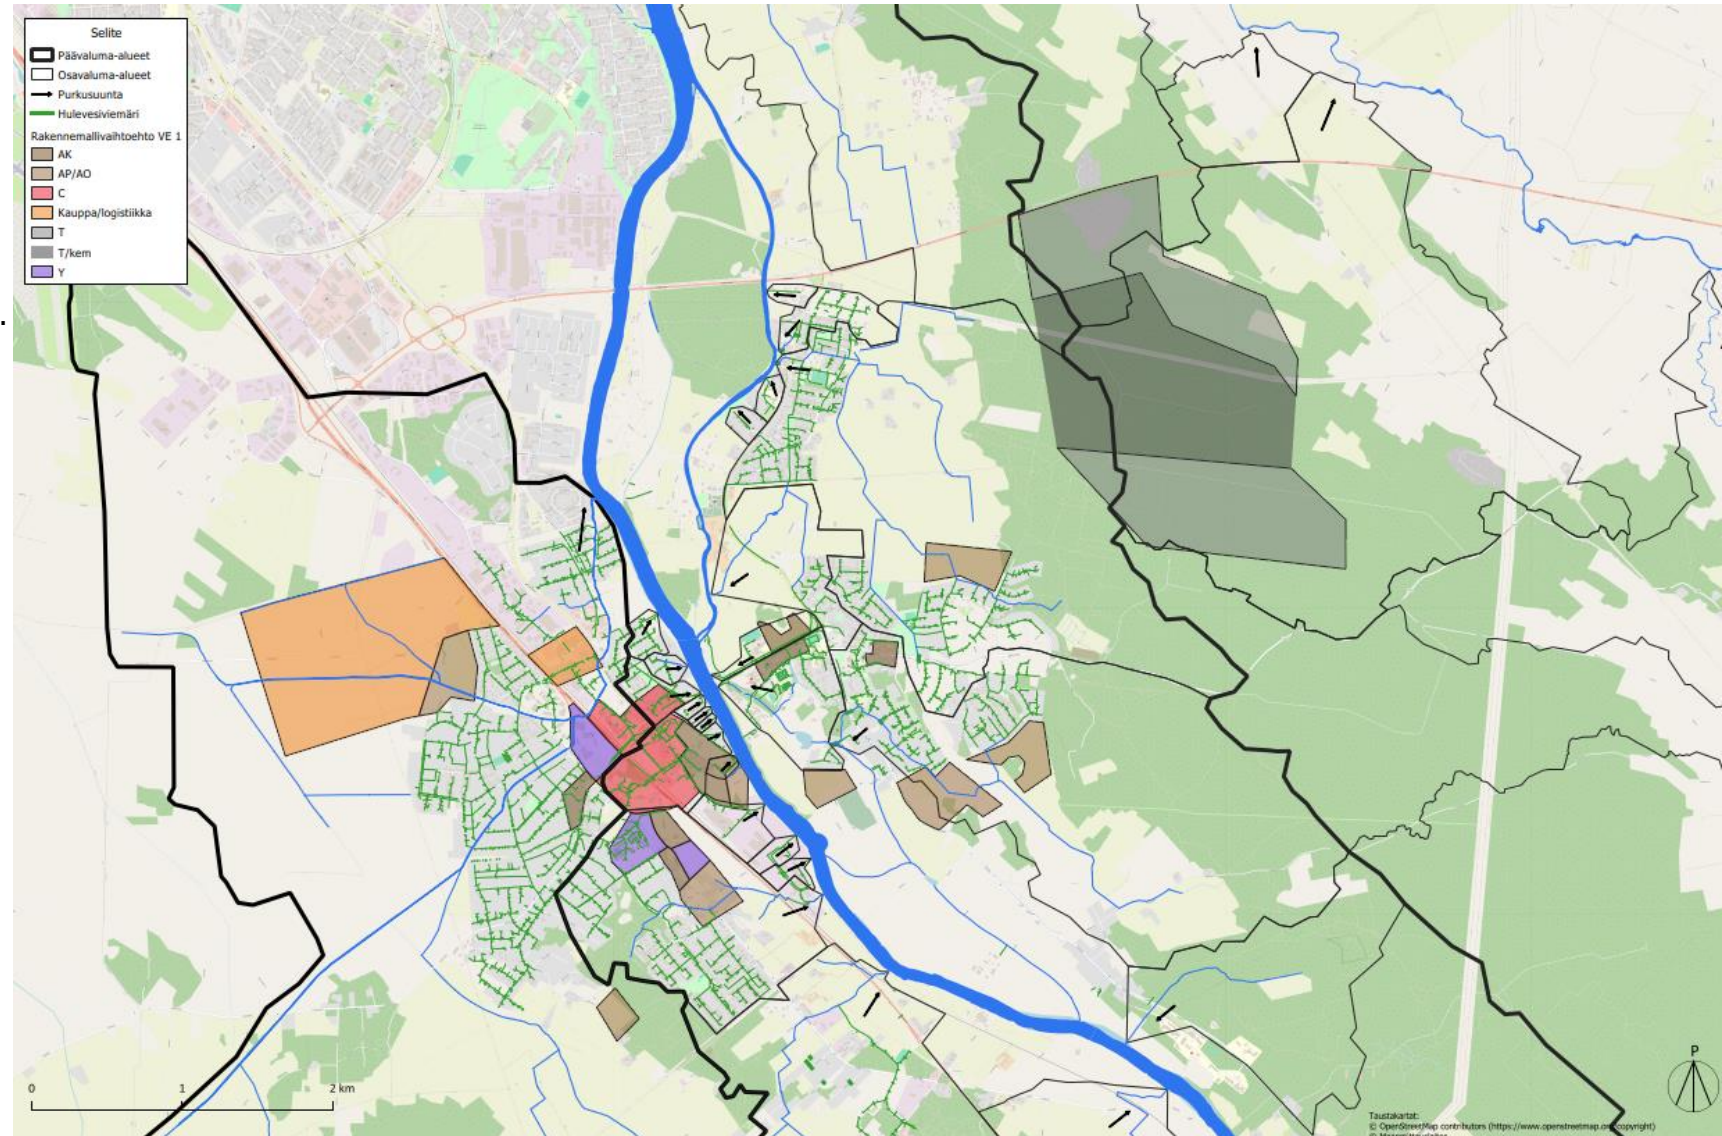 Selite
Päävaluma-alueet
Osavaluma-alueet
Purkusuunta
Hulevesiviemäri
Rakennemallivaihtoehto VE 1
AK
AP/AO
C
Kauppa/logistiikka
T
T/kem
Y
.
0 1 2 km
P
Taustakartat:
© OpenStreetMap contributors (https://www.openstreetmap.org/copyright)